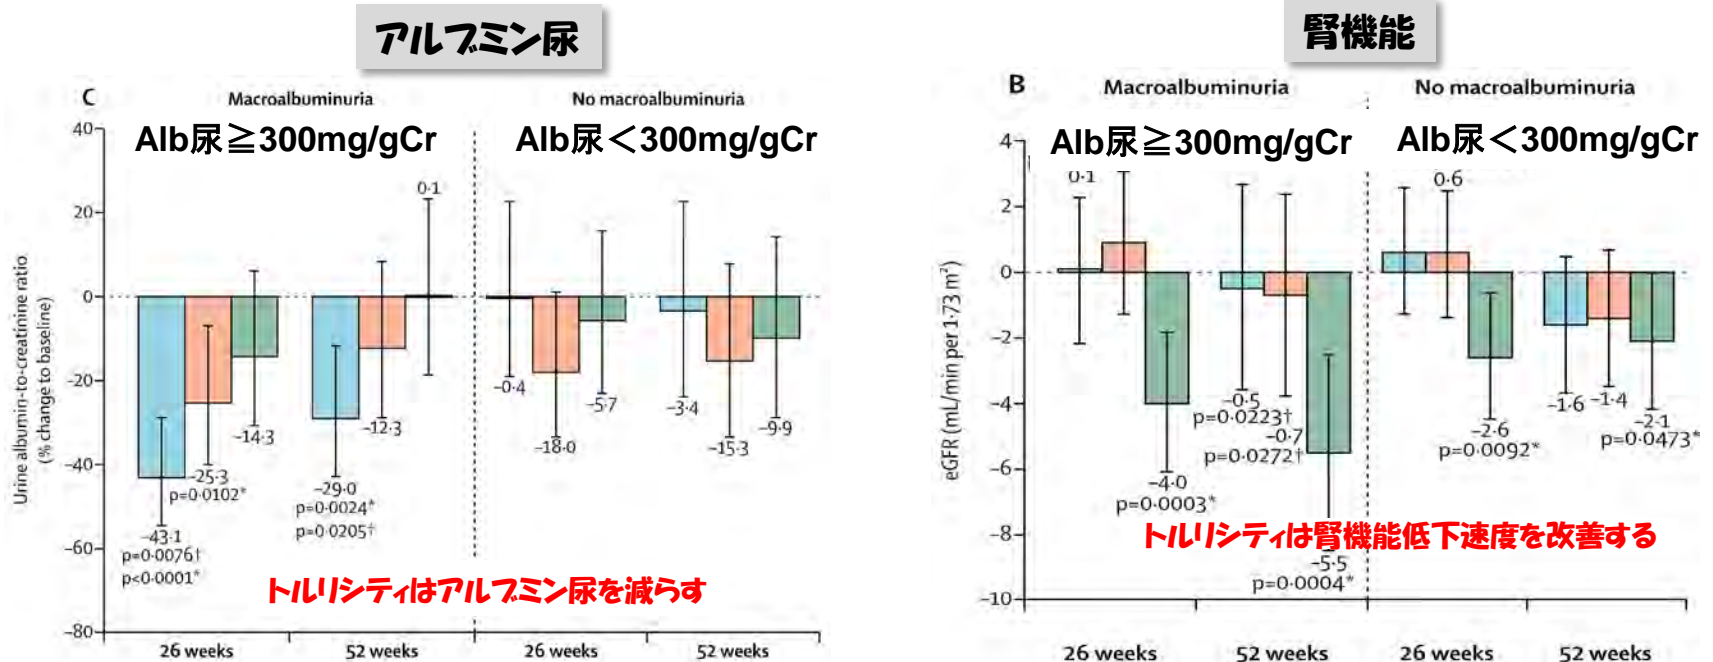 アルブミン尿
C
Macroalbuminuria
No macroalbuminuria
Alb尿≧300mg/gCr
Alb尿<300mg/gCr
Urine albumin-to-creatinine ratio
(% change to baseline)
40
20
0
-20
-40
-60
-80
-43·1
p=0·0076†
p<0·0001*
-25·3
p=0·0102*
-14·3
-29·0
p=0·0024*
p=0·0205†
-12·3
0·1
-0·4
-18·0
-5·7
-3·4
-15·3
-9·9
トルリシティはアルブミン尿を減らす
26 weeks
52 weeks
26 weeks
52 weeks
腎機能
B
Macroalbuminuria
No macroalbuminuria
Alb尿≧300mg/gCr
Alb尿<300mg/gCr
eGFR (mL/min per 1·73 m²)
4
2
0
-2
-4
-6
-8
-10
0·1
-4·0
p=0·0003*
-0·5
p=0·0223†
-0·7
p=0·0272†
-5·5
p=0·0004*
0·6
-2·6
p=0·0092*
-1·6
-1·4
-2·1
p=0·0473*
トルリシティは腎機能低下速度を改善する
26 weeks
52 weeks
26 weeks
52 weeks